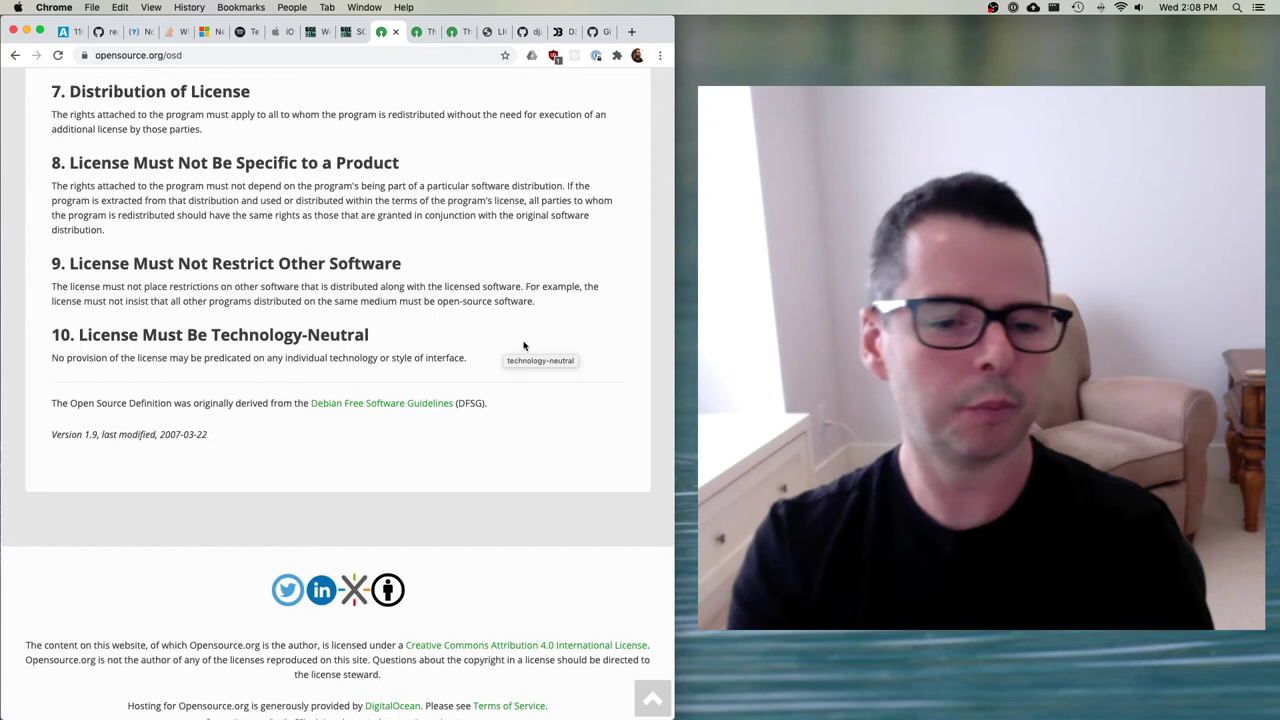 Chrome File Edit View History Bookmarks People Tab Window Help Wed 2:08 PM
opensource.org/osd
7. Distribution of License
The rights attached to the program must apply to all to whom the program is redistributed without the need for execution of an
additional license by those parties.
8. License Must Not Be Specific to a Product
The rights attached to the program must not depend on the program's being part of a particular software distribution. If the
program is extracted from that distribution and used or distributed within the terms of the program's license, all parties to whom
the program is redistributed should have the same rights as those that are granted in conjunction with the original software
distribution.
9. License Must Not Restrict Other Software
The license must not place restrictions on other software that is distributed along with the licensed software. For example, the
license must not insist that all other programs distributed on the same medium must be open-source software.
10. License Must Be Technology-Neutral
No provision of the license may be predicated on any individual technology or style of interface.
technology-neutral
The Open Source Definition was originally derived from the Debian Free Software Guidelines (DFSG).
Version 1.9, last modified, 2007-03-22
in
The content on this website, of which Opensource.org is the author, is licensed under a Creative Commons Attribution 4.0 International License.
Opensource.org is not the author of any of the licenses reproduced on this site. Questions about the copyright in a license should be directed to
the license steward.
Hosting for Opensource.org is generously provided by DigitalOcean. Please see Terms of Service.